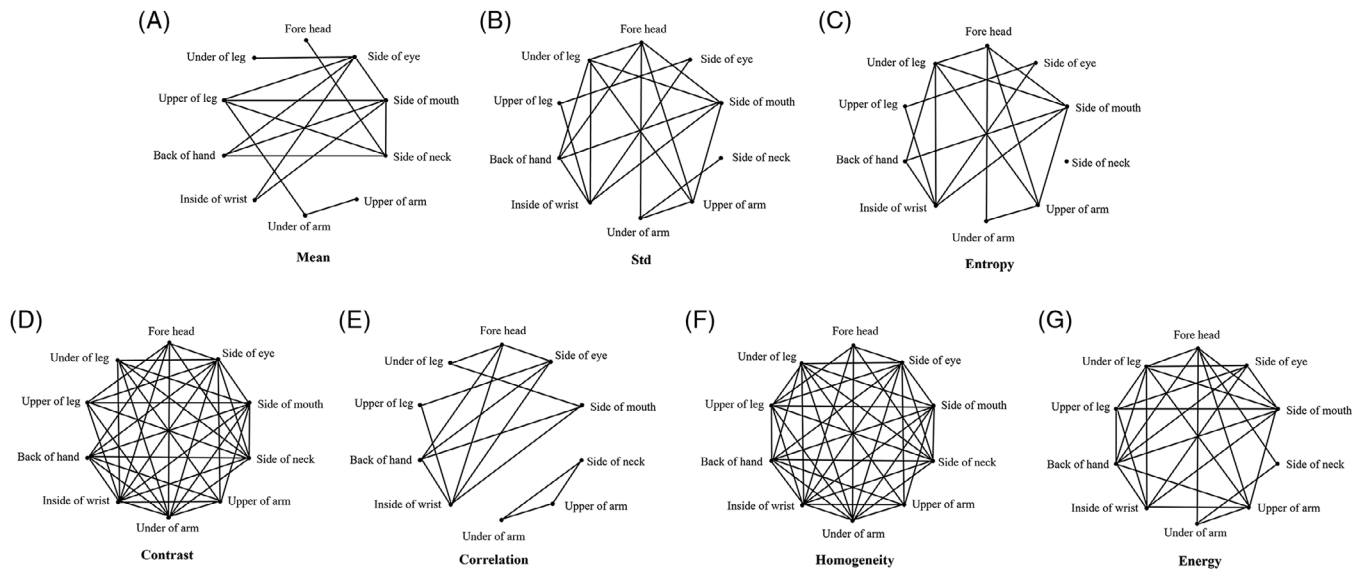 (A)
Fore head
Under of leg
Side of eye
Upper of leg
Side of mouth
Back of hand
Side of neck
Inside of wrist
Upper of arm
Under of arm
Mean
(B)
Fore head
Under of leg
Side of eye
Upper of leg
Side of mouth
Back of hand
Side of neck
Inside of wrist
Upper of arm
Under of arm
Std
(C)
Fore head
Under of leg
Side of eye
Upper of leg
Side of mouth
Back of hand
Side of neck
Inside of wrist
Upper of arm
Under of arm
Entropy
(D)
Fore head
Under of leg
Side of eye
Upper of leg
Side of mouth
Back of hand
Side of neck
Inside of wrist
Upper of arm
Under of arm
Contrast
(E)
Fore head
Under of leg
Side of eye
Upper of leg
Side of mouth
Back of hand
Side of neck
Inside of wrist
Upper of arm
Under of arm
Correlation
(F)
Fore head
Under of leg
Side of eye
Upper of leg
Side of mouth
Back of hand
Side of neck
Inside of wrist
Upper of arm
Under of arm
Homogeneity
(G)
Fore head
Under of leg
Side of eye
Upper of leg
Side of mouth
Back of hand
Side of neck
Inside of wrist
Upper of arm
Under of arm
Energy